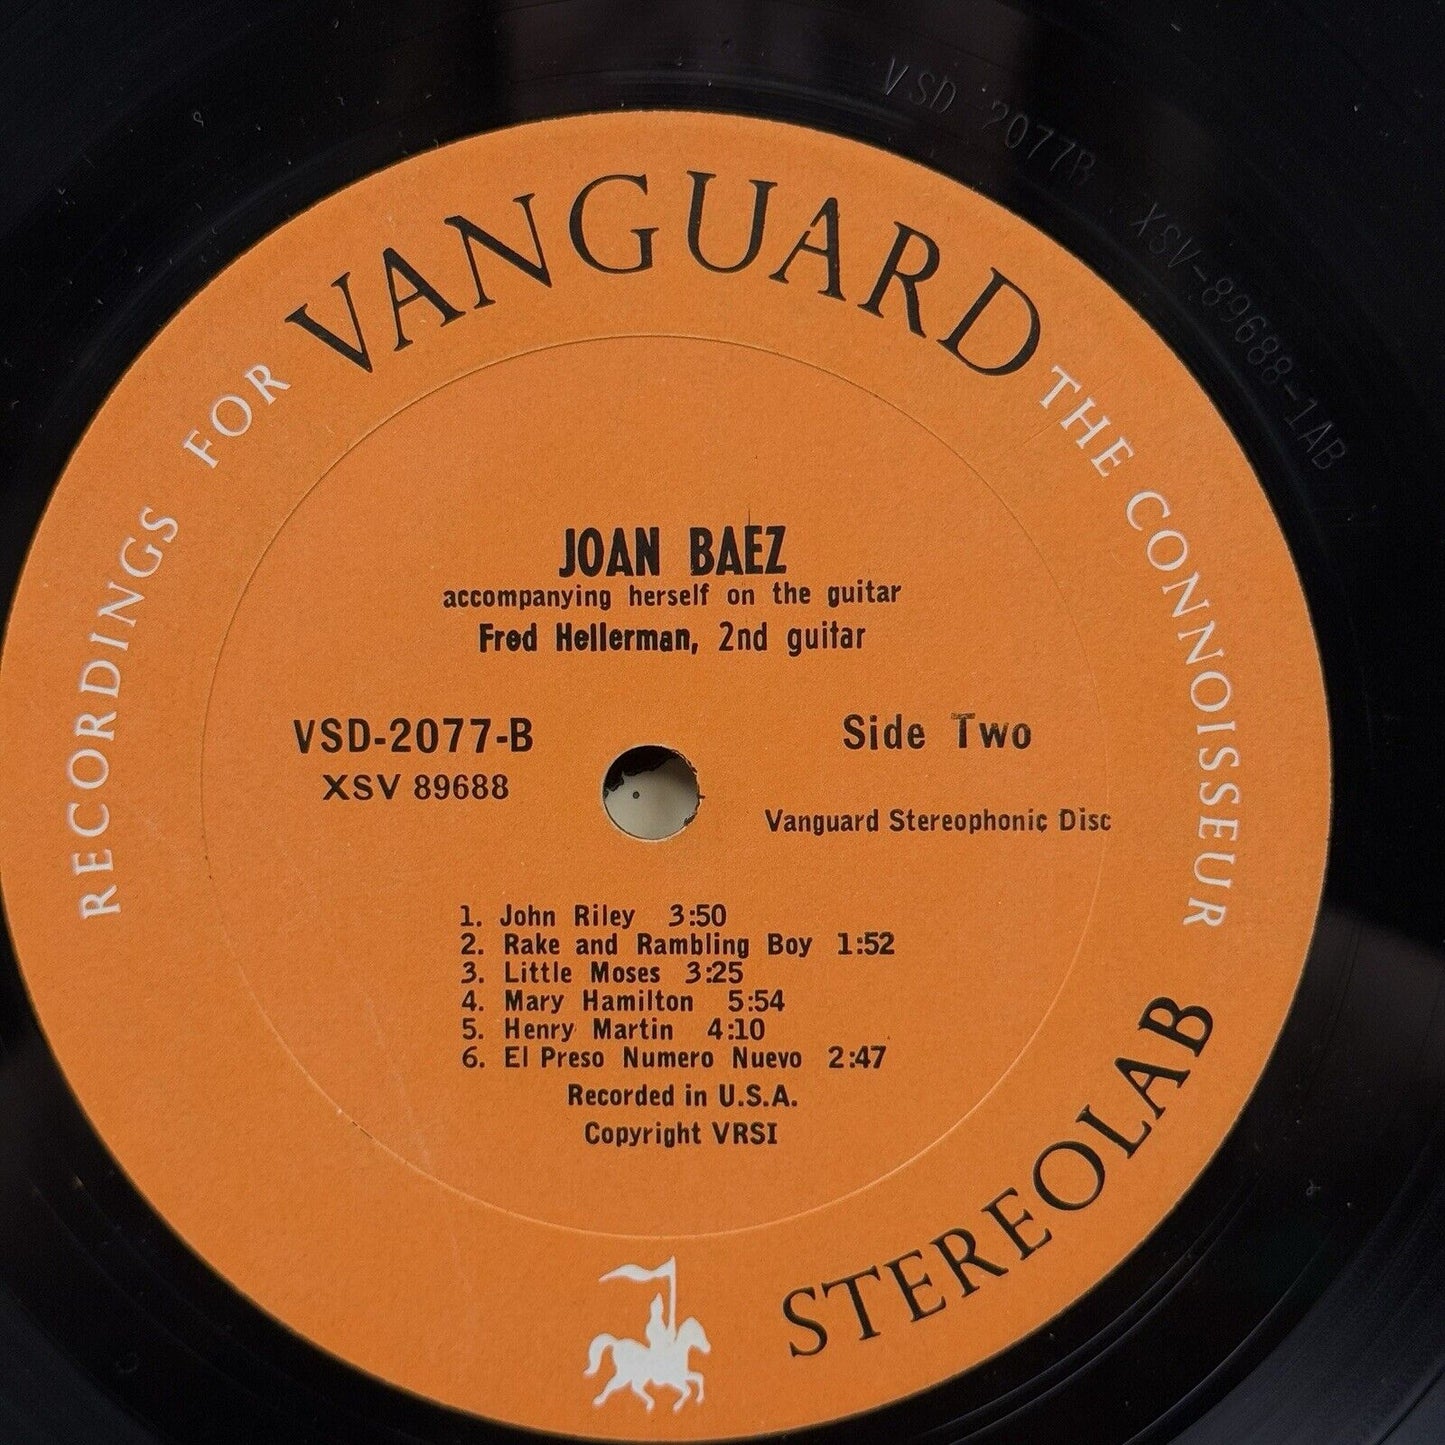 VSD 2077B XSV-89688-1AB
RECORDINGS FOR VANGUARD THE CONNOISSEUR
JOAN BAEZ
accompanying herself on the guitar
Fred Hellerman, 2nd guitar
VSD-2077-B
XSV 89688
Side Two
Vanguard Stereophonic Disc
1. John Riley 3:50
2. Rake and Rambling Boy 1:52
3. Little Moses 3:25
4. Mary Hamilton 5:54
5. Henry Martin 4:10
6. El Preso Numero Nuevo 2:47
Recorded in U.S.A.
Copyright VRSI
STEREOLAB